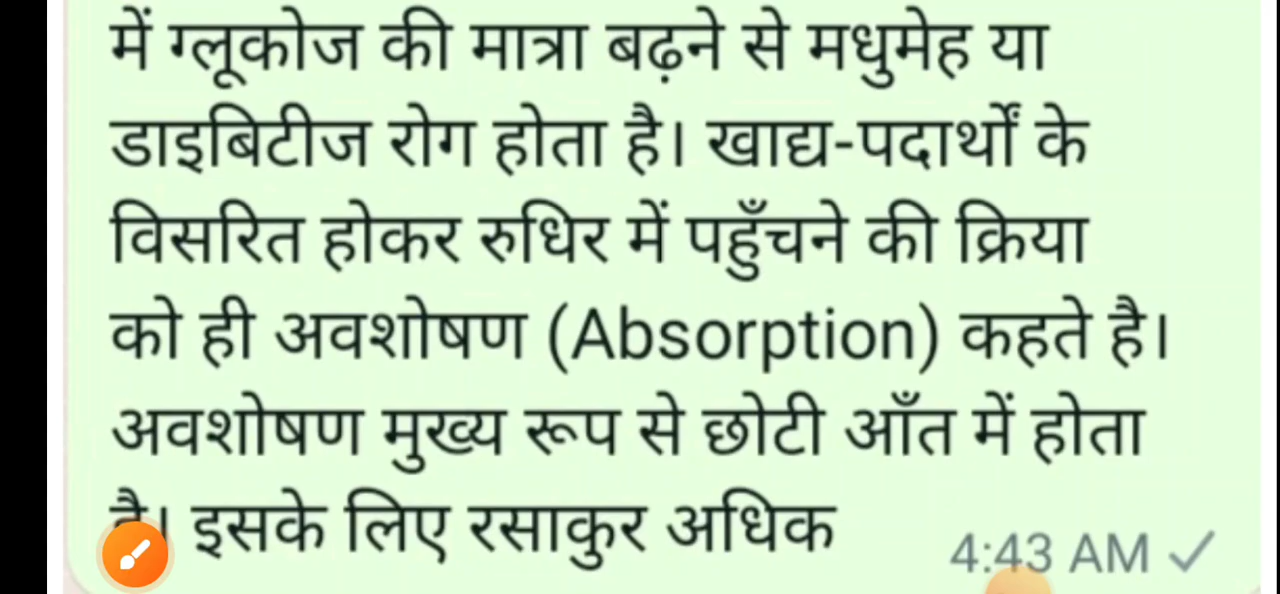 में ग्लूकोज की मात्रा बढ़ने से मधुमेह या
डाइबिटीज रोग होता है। खाद्य-पदार्थों के
विसरित होकर रुधिर में पहुँचने की क्रिया
को ही अवशोषण (Absorption) कहते है।
अवशोषण मुख्य रूप से छोटी आँत में होता
है। इसके लिए रसाकुर अधिक
4:43 AM